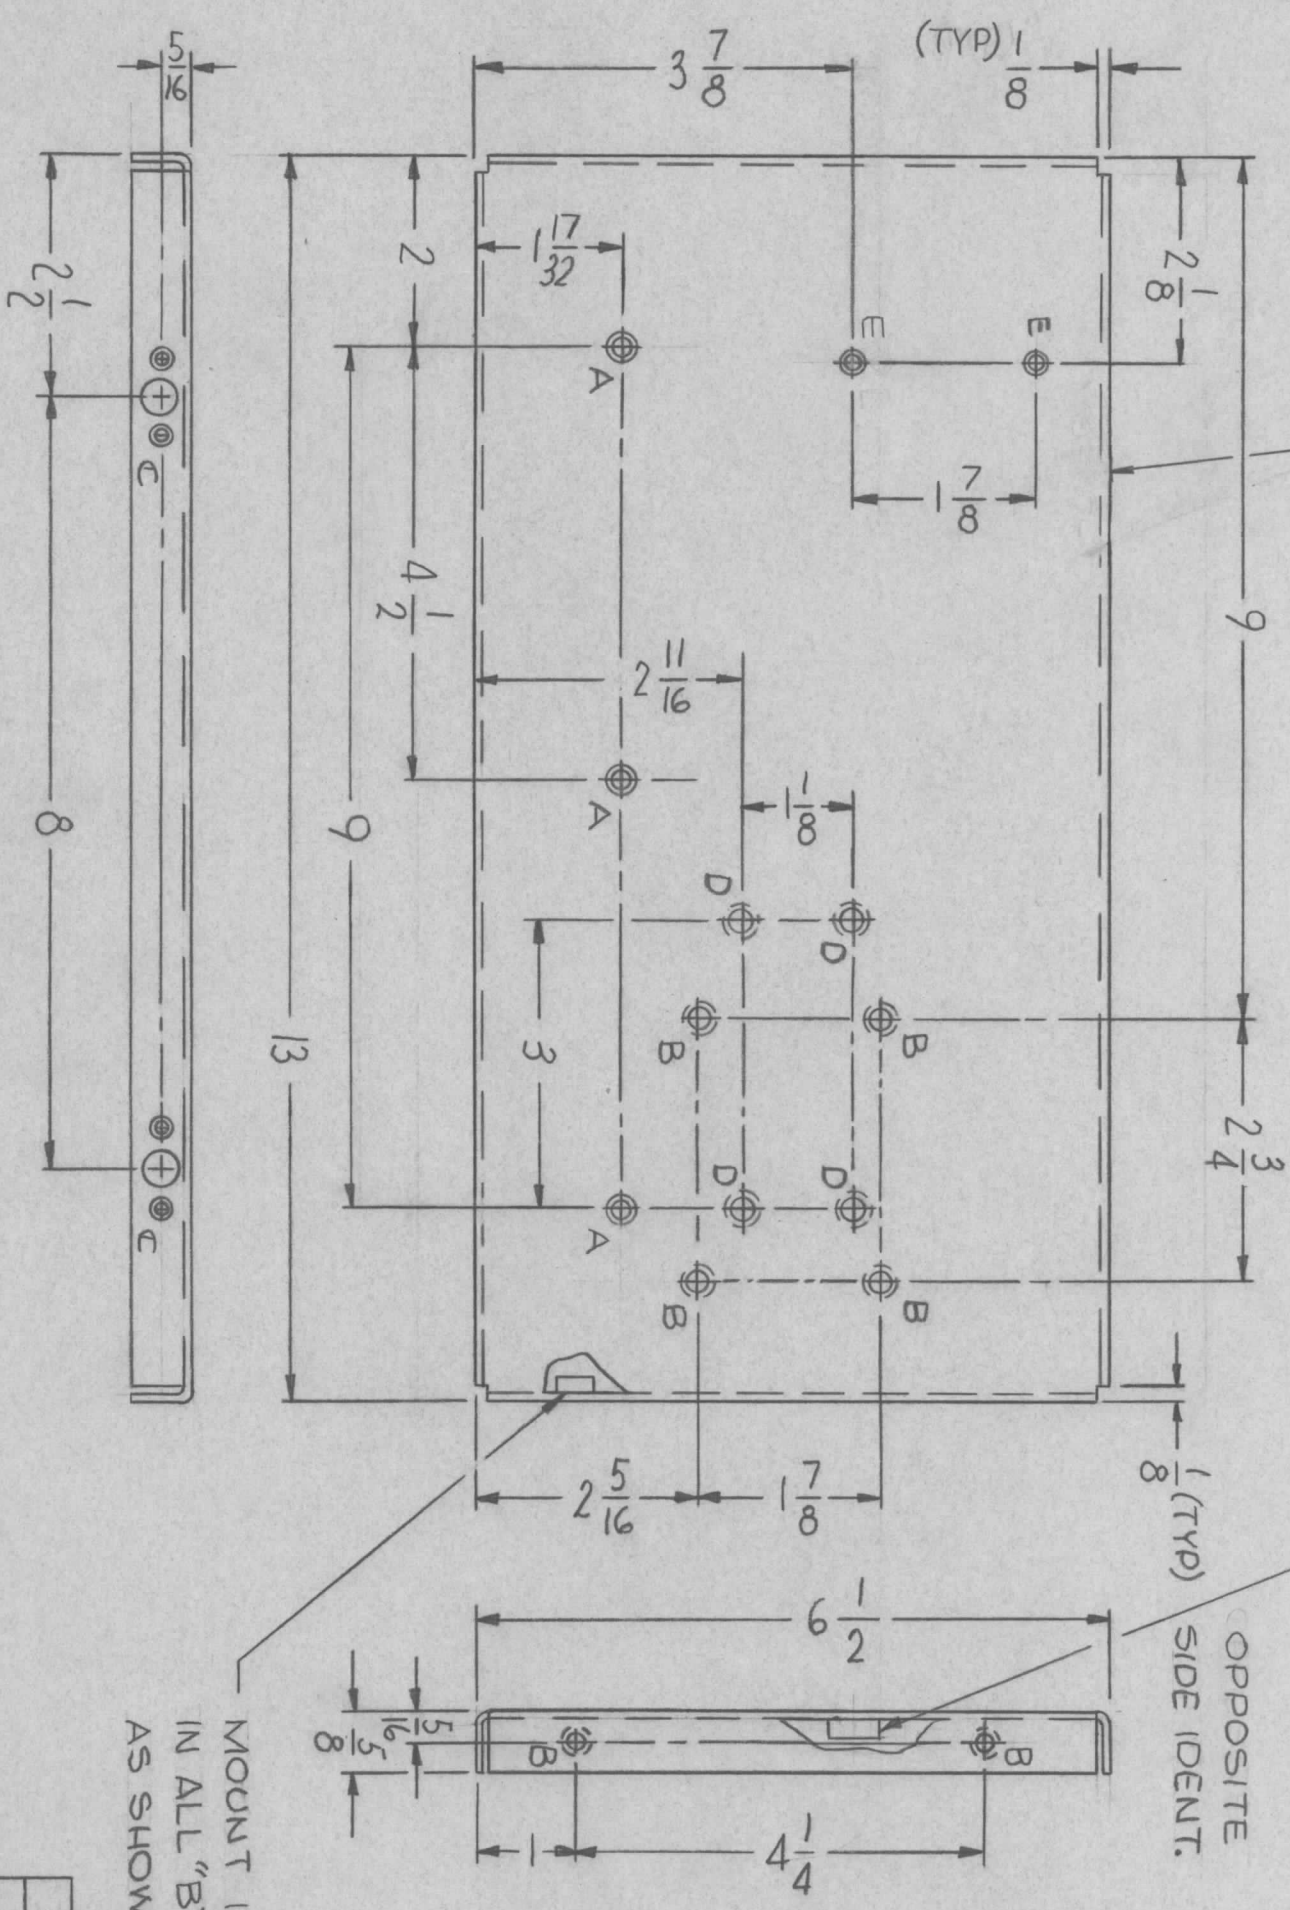 5/16
3 7/8
(TYP) 1/8
2 1/2
8
13
2
4 1/2
9
1 17/32
2 1/8
9
2 3/4
1 7/8
2 11/16
1 1/8
3
E
E
A
A
A
D
D
D
D
B
B
B
B
C
C
2 5/16
1 7/8
1/8 (TYP)
OPPOSITE
SIDE IDENT.
6 1/2
5/16
5/8
B
B
1
4 1/4
MOUNT
IN ALL "B"
AS SHOW